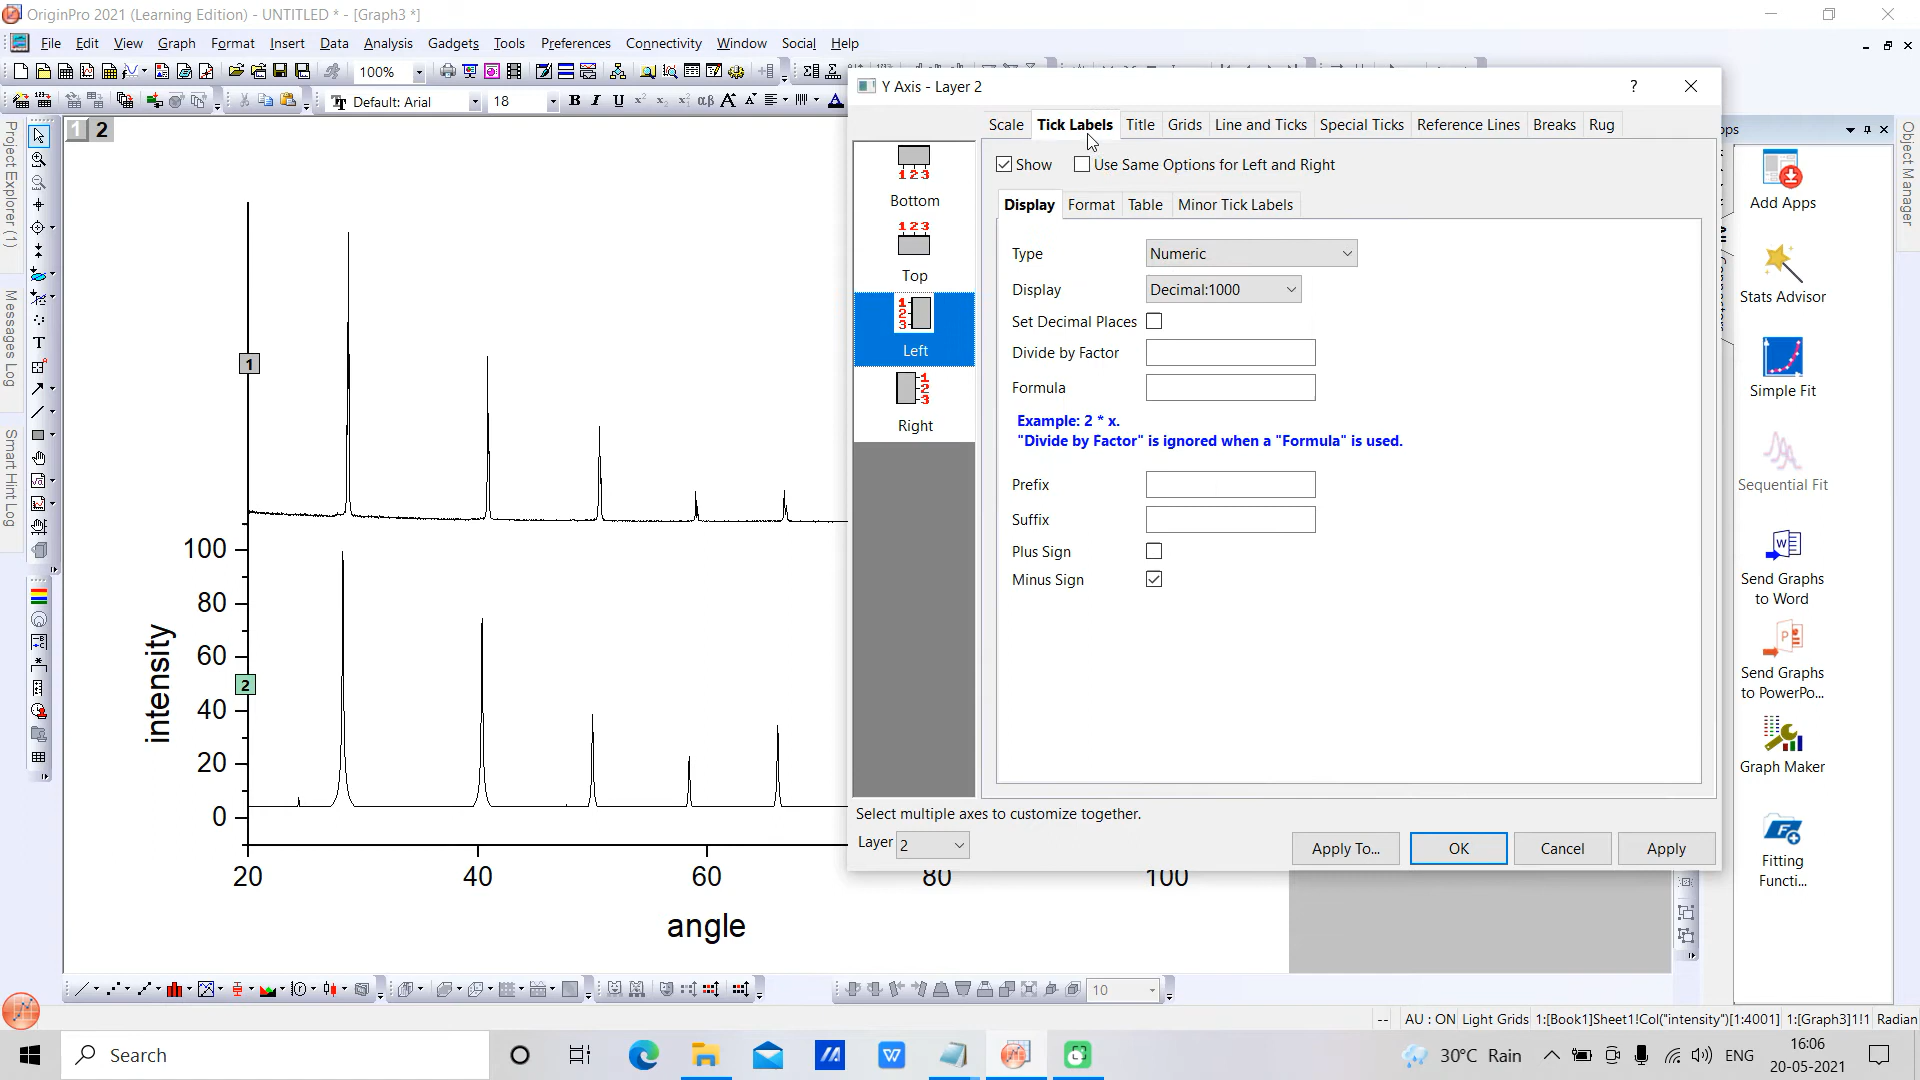 OriginPro 2021 (Learning Edition) - UNTITLED * - [Graph3 *]
File Edit View Graph Format Insert Data Analysis Gadgets Tools Preferences Connectivity Window Social Help
100%
Default: Arial 18 B I U
1 2
Project Explorer (1)
Messages Log
Smart Hint Log
Y Axis - Layer 2
Scale Tick Labels Title Grids Line and Ticks Special Ticks Reference Lines Breaks Rug
Show Use Same Options for Left and Right
Display Format Table Minor Tick Labels
Bottom
Top
Left
Right
Type Numeric
Display Decimal:1000
Set Decimal Places
Divide by Factor
Formula
Example: 2 * x.
"Divide by Factor" is ignored when a "Formula" is used.
Prefix
Suffix
Plus Sign
Minus Sign
Select multiple axes to customize together.
Layer 2
Apply To... OK Cancel Apply
1
2
100
80
60
40
20
0
intensity
20 40 60 80 100
angle
pps
Object Manager
Add Apps
Stats Advisor
Simple Fit
Sequential Fit
Send Graphs
to Word
Send Graphs
to PowerPo...
Graph Maker
Fitting
Functi...
10
-- AU : ON Light Grids 1:[Book1]Sheet1!Col("intensity")[1:4001] 1:[Graph3]1!1 Radian
Search
30°C Rain ENG 16:06
20-05-2021